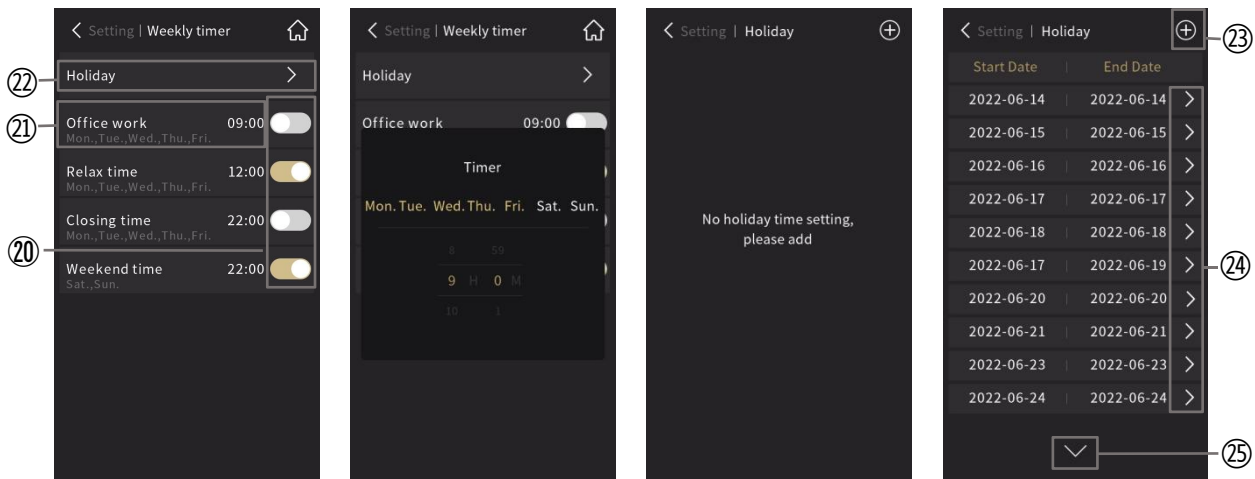 Setting | Weekly timer
㉒
Holiday
㉑
Office work 09:00
Mon.,Tue.,Wed.,Thu.,Fri.
Relax time 12:00
Mon.,Tue.,Wed.,Thu.,Fri.
Closing time 22:00
Mon.,Tue.,Wed.,Thu.,Fri.
⑳
Weekend time 22:00
Sat.,Sun.
Setting | Weekly timer
Holiday
Office work 09:00
Timer
Mon. Tue. Wed. Thu. Fri. Sat. Sun.
8 59
9 H 0 M
10 1
Setting | Holiday
No holiday time setting,
please add
Setting | Holiday
㉓
Start Date | End Date
2022-06-14 | 2022-06-14
2022-06-15 | 2022-06-15
2022-06-16 | 2022-06-16
2022-06-17 | 2022-06-17
2022-06-18 | 2022-06-18
2022-06-17 | 2022-06-19
㉔
2022-06-20 | 2022-06-20
2022-06-21 | 2022-06-21
2022-06-23 | 2022-06-23
2022-06-24 | 2022-06-24
㉕